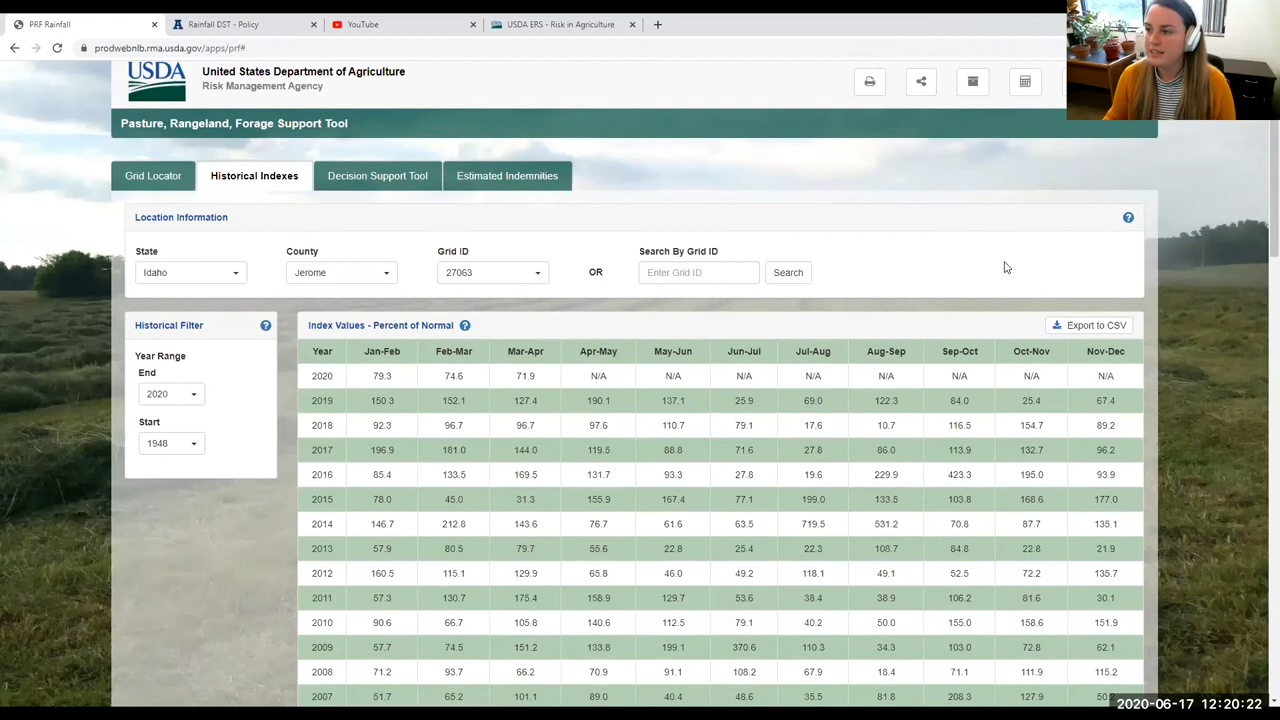 PRF Rainfall
Rainfall DST - Policy
YouTube
USDA ERS - Risk in Agriculture
prodwebnlb.rma.usda.gov/apps/prf#
USDA
United States Department of Agriculture
Risk Management Agency
Pasture, Rangeland, Forage Support Tool
Grid Locator
Historical Indexes
Decision Support Tool
Estimated Indemnities
Location Information
State County Grid ID Search By Grid ID
Idaho Jerome 27063 OR Enter Grid ID Search
Historical Filter
Year Range
End
2020
Start
1948
Index Values - Percent of Normal
Export to CSV
Year Jan-Feb Feb-Mar Mar-Apr Apr-May May-Jun Jun-Jul Jul-Aug Aug-Sep Sep-Oct Oct-Nov Nov-Dec
2020 79.3 74.6 71.9 N/A N/A N/A N/A N/A N/A N/A N/A
2019 150.3 152.1 127.4 190.1 137.1 25.9 69.0 122.3 84.0 25.4 67.4
2018 92.3 96.7 96.7 97.6 110.7 79.1 17.6 10.7 116.5 154.7 89.2
2017 196.9 181.0 144.0 119.5 88.8 71.6 27.8 86.0 113.9 132.7 96.2
2016 85.4 133.5 169.5 131.7 93.3 27.8 19.6 229.9 423.3 195.0 93.9
2015 78.0 45.0 31.3 155.9 167.4 77.1 199.0 133.5 103.8 168.6 177.0
2014 146.7 212.8 143.6 76.7 61.6 63.5 719.5 531.2 70.8 87.7 135.1
2013 57.9 80.5 79.7 55.6 22.8 25.4 22.3 108.7 84.8 22.8 21.9
2012 160.5 115.1 129.9 65.8 46.0 49.2 118.1 49.1 52.5 72.2 135.7
2011 57.3 130.7 175.4 158.9 129.7 53.6 38.4 38.9 106.2 81.6 30.1
2010 90.6 66.7 105.8 140.6 112.5 79.1 40.2 50.0 155.0 158.6 151.9
2009 57.7 74.5 151.2 133.8 199.1 370.6 110.3 34.3 103.0 72.8 62.1
2008 71.2 93.7 66.2 70.9 91.1 108.2 67.9 18.4 71.1 111.9 115.2
2007 51.7 65.2 101.1 89.0 40.4 48.6 35.5 81.8 208.3 127.9
2020-06-17 12:20:22